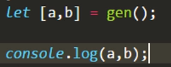 let [a,b] = gen();
console.log(a,b);